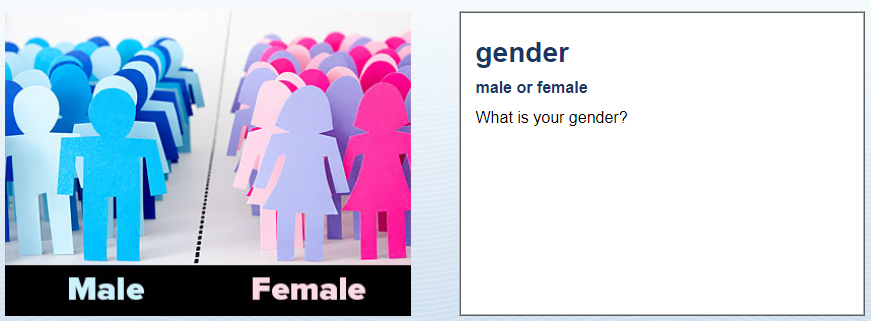 Male Female
gender
male or female
What is your gender?